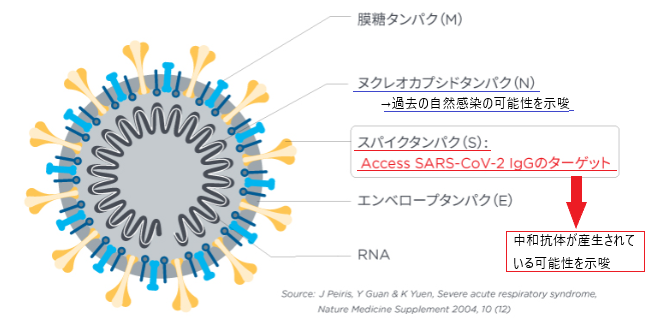 膜糖タンパク(M)
ヌクレオカプシドタンパク(N)
→過去の自然感染の可能性を示唆
スパイクタンパク(S):
Access SARS-CoV-2 IgGのターゲット
エンベロープタンパク(E)
中和抗体が産生されて
いる可能性を示唆
RNA
Source: J Peiris, Y Guan & K Yuen, Severe acute respiratory syndrome,
Nature Medicine Supplement 2004, 10 (12)